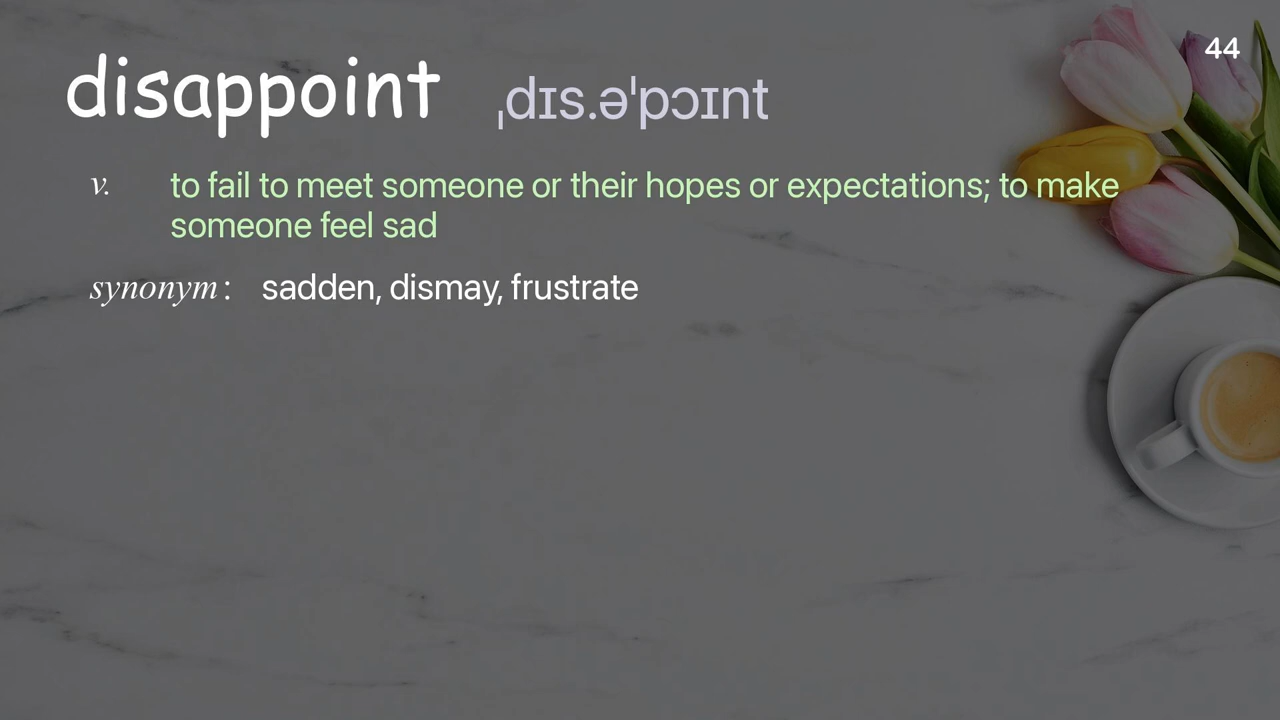 44
disappoint ˌdɪs.əˈpɔɪnt
v. to fail to meet someone or their hopes or expectations; to make
someone feel sad
synonym : sadden, dismay, frustrate